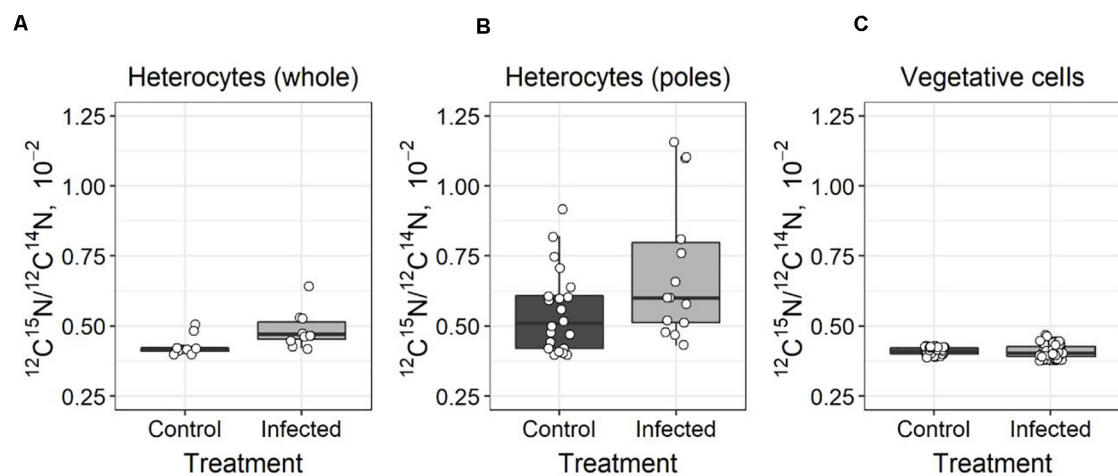 A
Heterocytes (whole)
¹²C¹⁵N/¹²C¹⁴N, 10⁻²
1.25
1.00
0.75
0.50
0.25
Control Infected
Treatment
B
Heterocytes (poles)
¹²C¹⁵N/¹²C¹⁴N, 10⁻²
1.25
1.00
0.75
0.50
0.25
Control Infected
Treatment
C
Vegetative cells
¹²C¹⁵N/¹²C¹⁴N, 10⁻²
1.25
1.00
0.75
0.50
0.25
Control Infected
Treatment